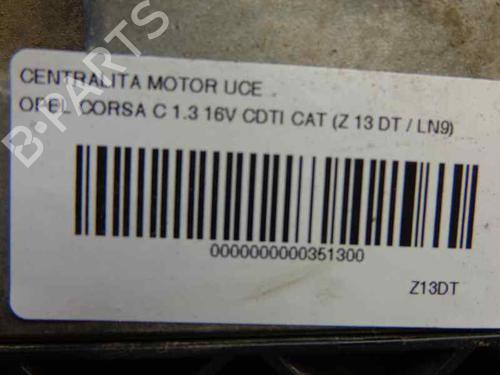 CENTRALITA MOTOR UCE
OPEL CORSA C 1.3 16V CDTI CAT (Z 13 DT / LN9)
0000000000351300
Z13DT
B-PARTS